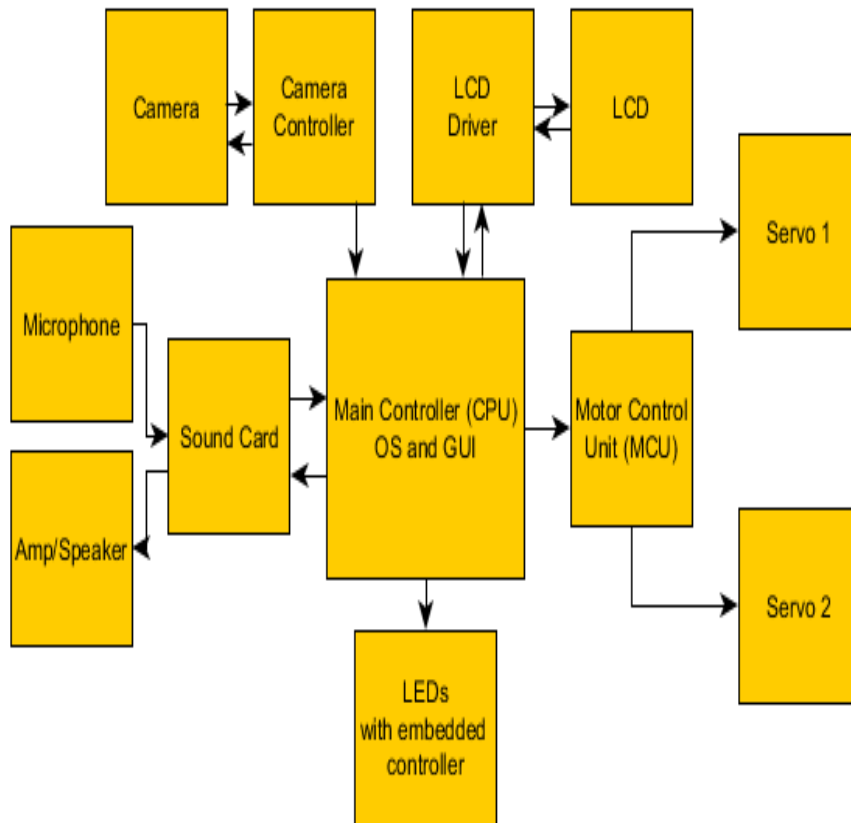 Camera
Camera
Controller
LCD
Driver
LCD
Servo 1
Microphone
Sound Card
Main Controller (CPU)
OS and GUI
Motor Control
Unit (MCU)
Amp/Speaker
Servo 2
LEDs
with embedded
controller